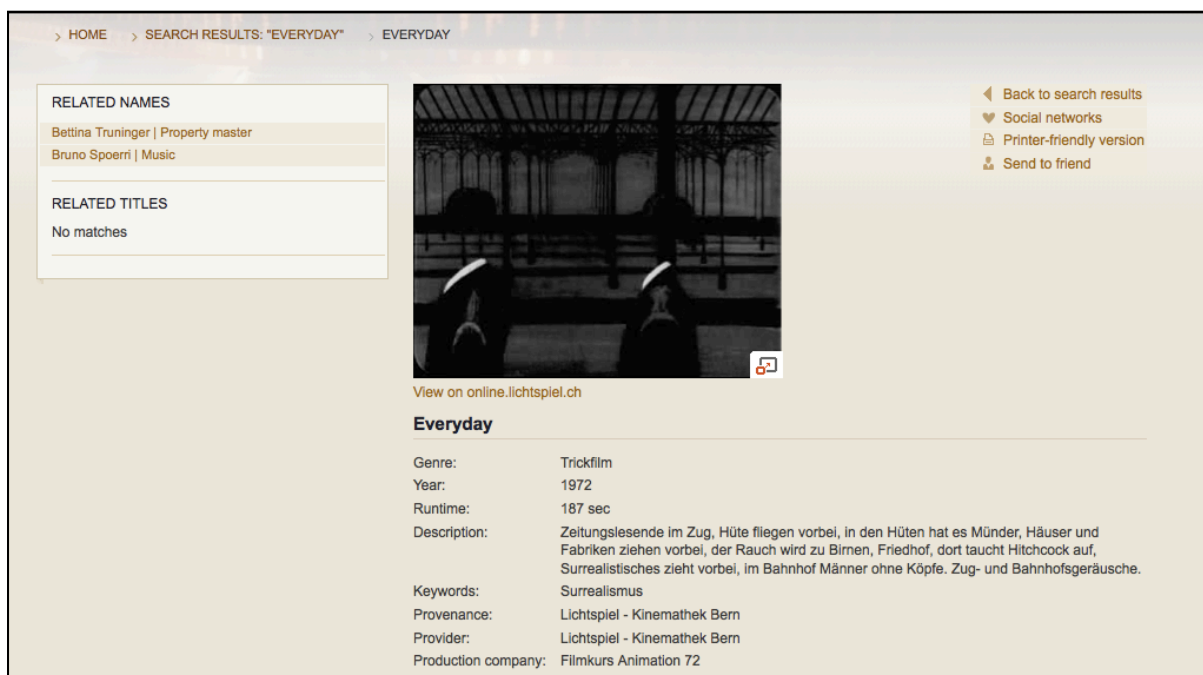 HOME SEARCH RESULTS: "EVERYDAY" EVERYDAY
RELATED NAMES
Bettina Truninger | Property master
Bruno Spoerri | Music
RELATED TITLES
No matches
Back to search results
Social networks
Printer-friendly version
Send to friend
View on online.lichtspiel.ch
Everyday
Genre: Trickfilm
Year: 1972
Runtime: 187 sec
Description: Zeitungslesende im Zug, Hüte fliegen vorbei, in den Hüten hat es Münder, Häuser und
Fabriken ziehen vorbei, der Rauch wird zu Birnen, Friedhof, dort taucht Hitchcock auf,
Surrealistisches zieht vorbei, im Bahnhof Männer ohne Köpfe. Zug- und Bahnhofsgeräusche.
Keywords: Surrealismus
Provenance: Lichtspiel - Kinemathek Bern
Provider: Lichtspiel - Kinemathek Bern
Production company: Filmkurs Animation 72